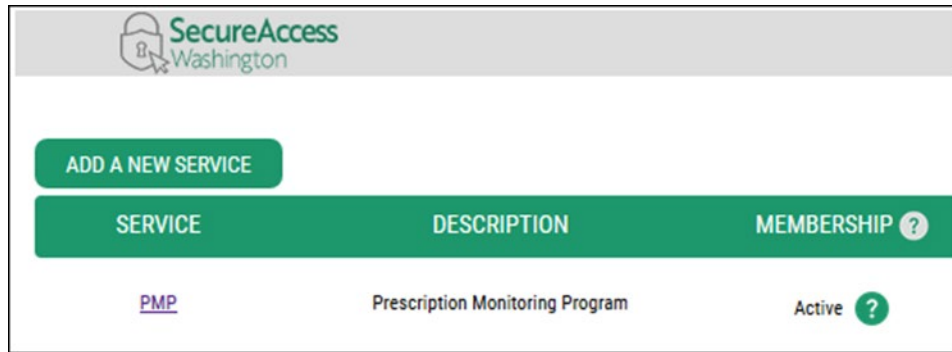 SecureAccess
Washington
ADD A NEW SERVICE
SERVICE DESCRIPTION MEMBERSHIP ?
PMP Prescription Monitoring Program Active ?